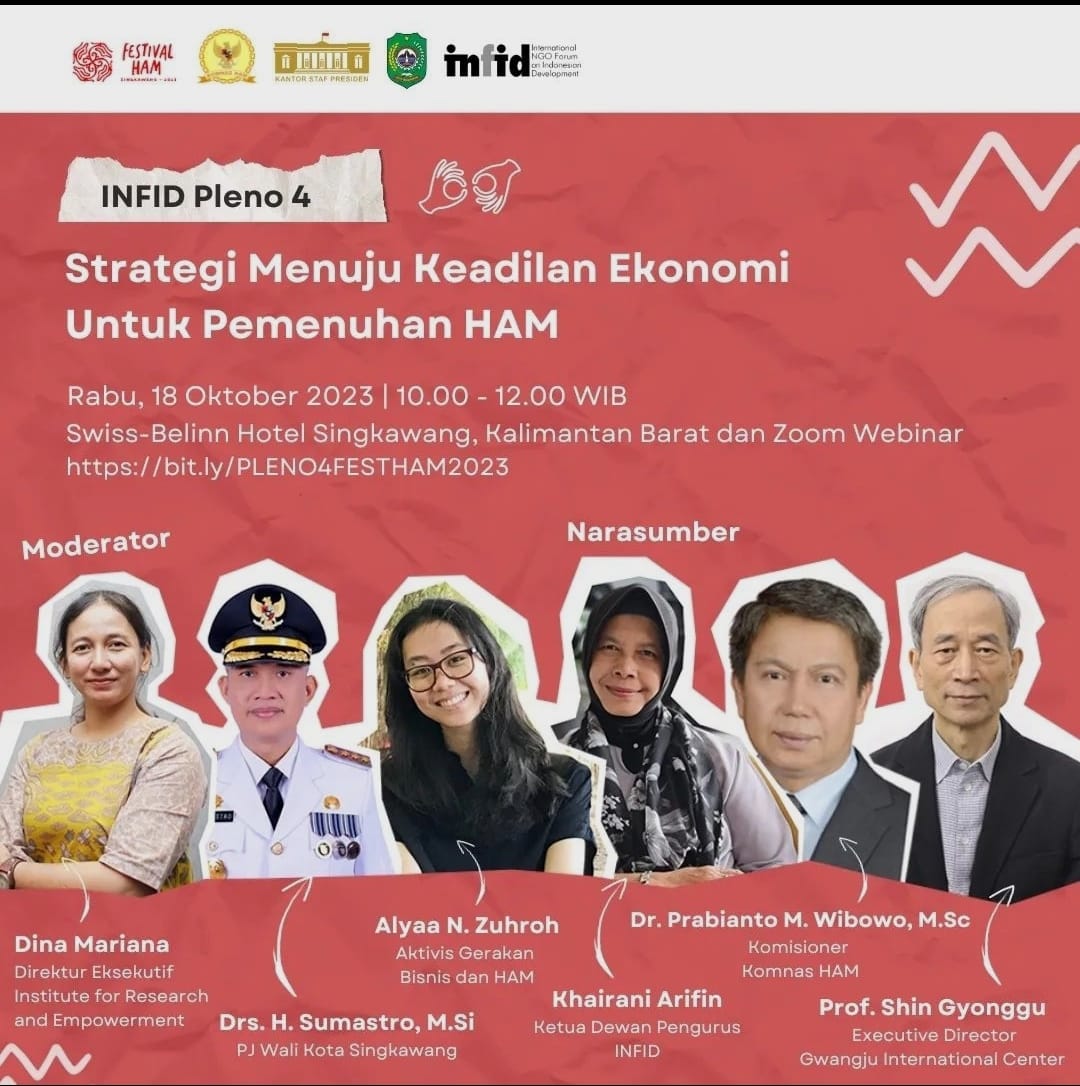 FESTIVAL
HAM
SINGKAWANG - 2023
KOMNAS HAM
KANTOR STAF PRESIDEN
infid
International
NGO Forum
on Indonesian
Development
INFID Pleno 4
Strategi Menuju Keadilan Ekonomi
Untuk Pemenuhan HAM
Rabu, 18 Oktober 2023 | 10.00 - 12.00 WIB
Swiss-Belinn Hotel Singkawang, Kalimantan Barat dan Zoom Webinar
https://bit.ly/PLENO4FESTHAM2023
Moderator
Narasumber
Dina Mariana
Direktur Eksekutif
Institute for Research
and Empowerment
Drs. H. Sumastro, M.Si
PJ Wali Kota Singkawang
Alyaa N. Zuhroh
Aktivis Gerakan
Bisnis dan HAM
Khairani Arifin
Ketua Dewan Pengurus
INFID
Dr. Prabianto M. Wibowo, M.Sc
Komisioner
Komnas HAM
Prof. Shin Gyonggu
Executive Director
Gwangju International Center